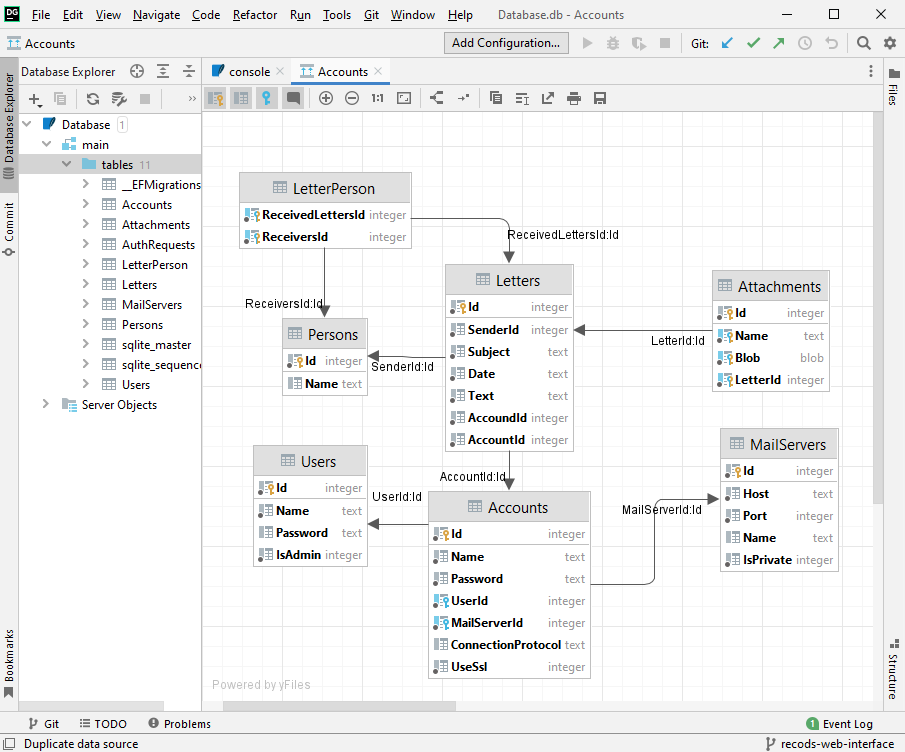 DG File Edit View Navigate Code Refactor Run Tools Git Window Help Database.db - Accounts
Accounts Add Configuration... Git:
Database Explorer console Accounts
Database Explorer
Commit
Bookmarks
Files
Structure
Database 1
main
tables 11
__EFMigrations
Accounts
Attachments
AuthRequests
LetterPerson
Letters
MailServers
Persons
sqlite_master
sqlite_sequence
Users
Server Objects
1:1
LetterPerson
ReceivedLettersId integer
ReceiversId integer
ReceivedLettersId:Id
ReceiversId:Id
Letters
Id integer
SenderId integer
Subject text
Date text
Text text
AccoundId integer
AccountId integer
Attachments
Id integer
Name text
Blob blob
LetterId integer
LetterId:Id
Persons
Id integer
Name text
SenderId:Id
MailServers
Id integer
Host text
Port integer
Name text
IsPrivate integer
Users
Id integer
Name text
Password text
IsAdmin integer
AccountId:Id
UserId:Id
MailServerId:Id
Accounts
Id integer
Name text
Password text
UserId integer
MailServerId integer
ConnectionProtocol text
UseSsl integer
Powered by yFiles
Git TODO Problems 1 Event Log
Duplicate data source recods-web-interface